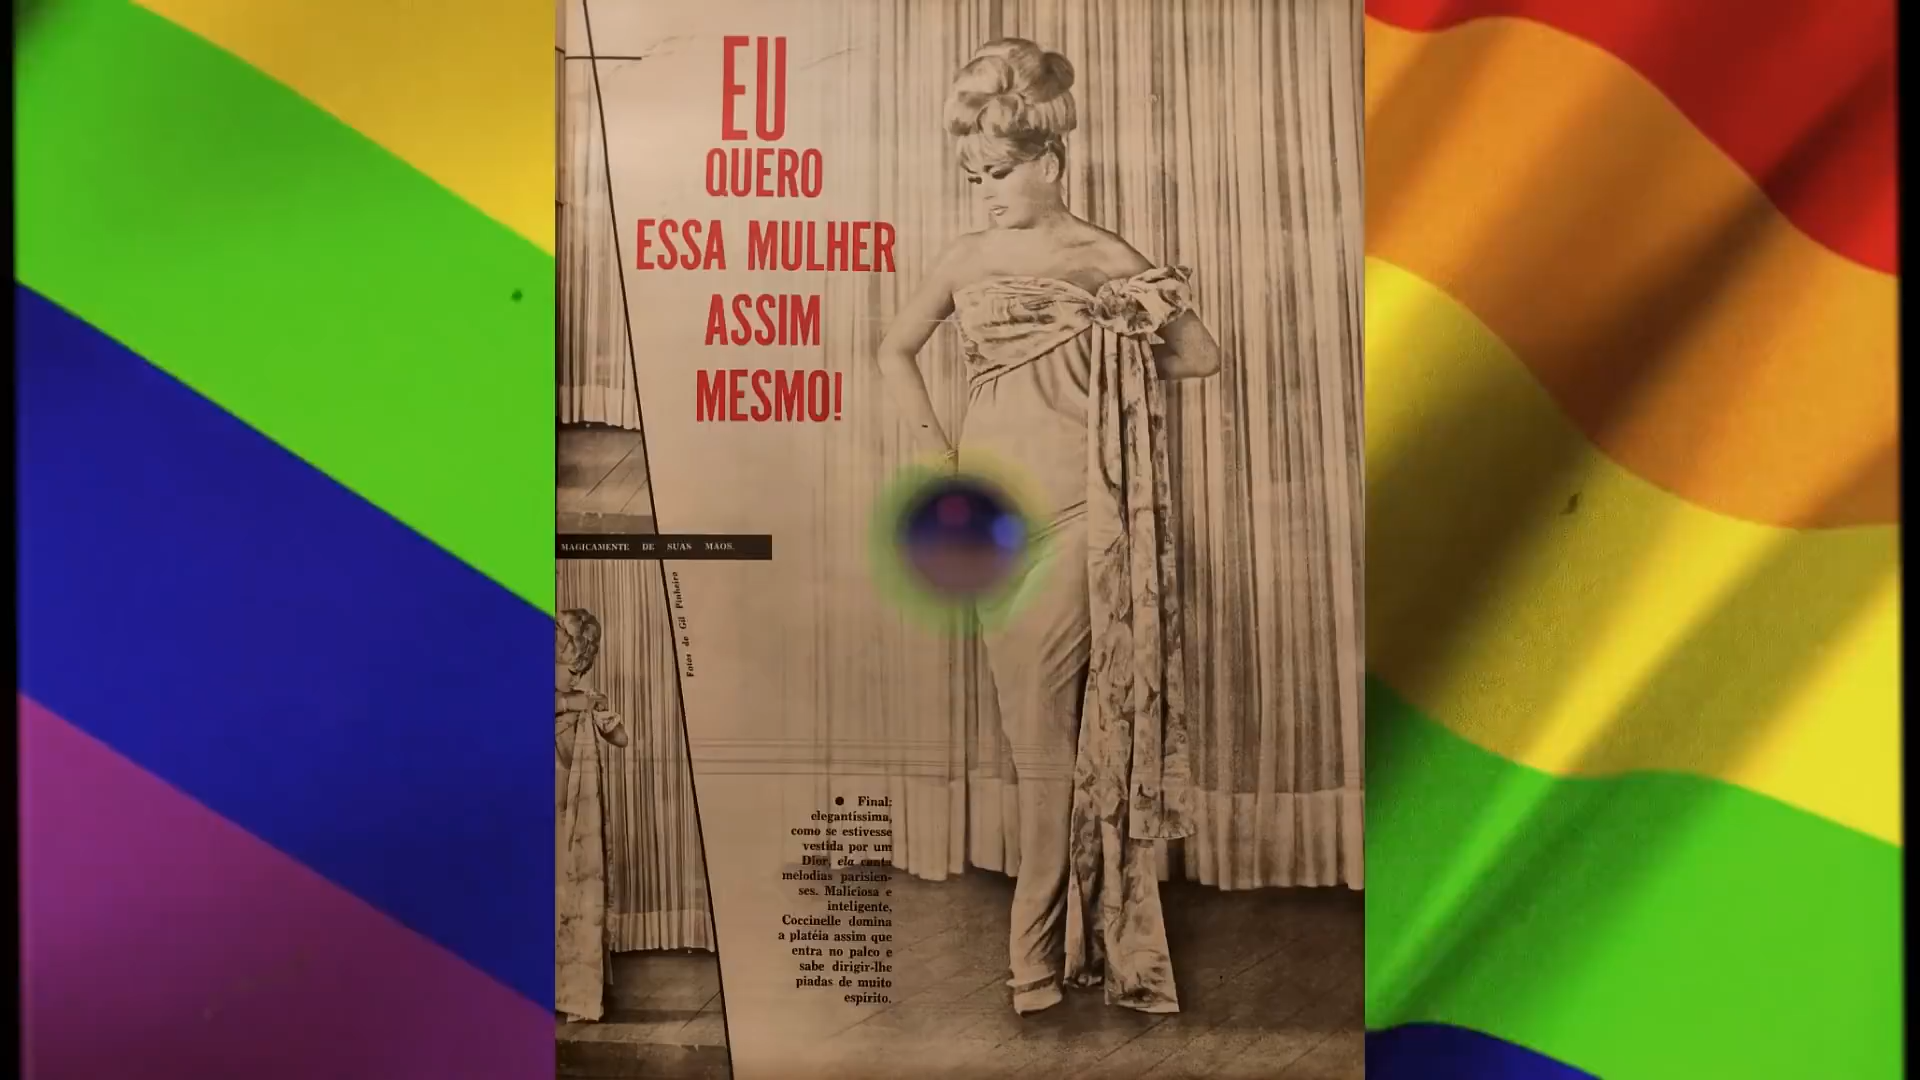 EU
QUERO
ESSA MULHER
ASSIM
MESMO!
MAGICAMENTE DE SUAS MÃOS.
Fotos de Gil Pinheiro
● Final:
elegantíssima,
como se estivesse
vestida por um
Dior, ela canta
melodias parisien-
ses. Maliciosa e
inteligente,
Coccinelle domina
a platéia assim que
entra no palco e
sabe dirigir-lhe
piadas de muito
espírito.